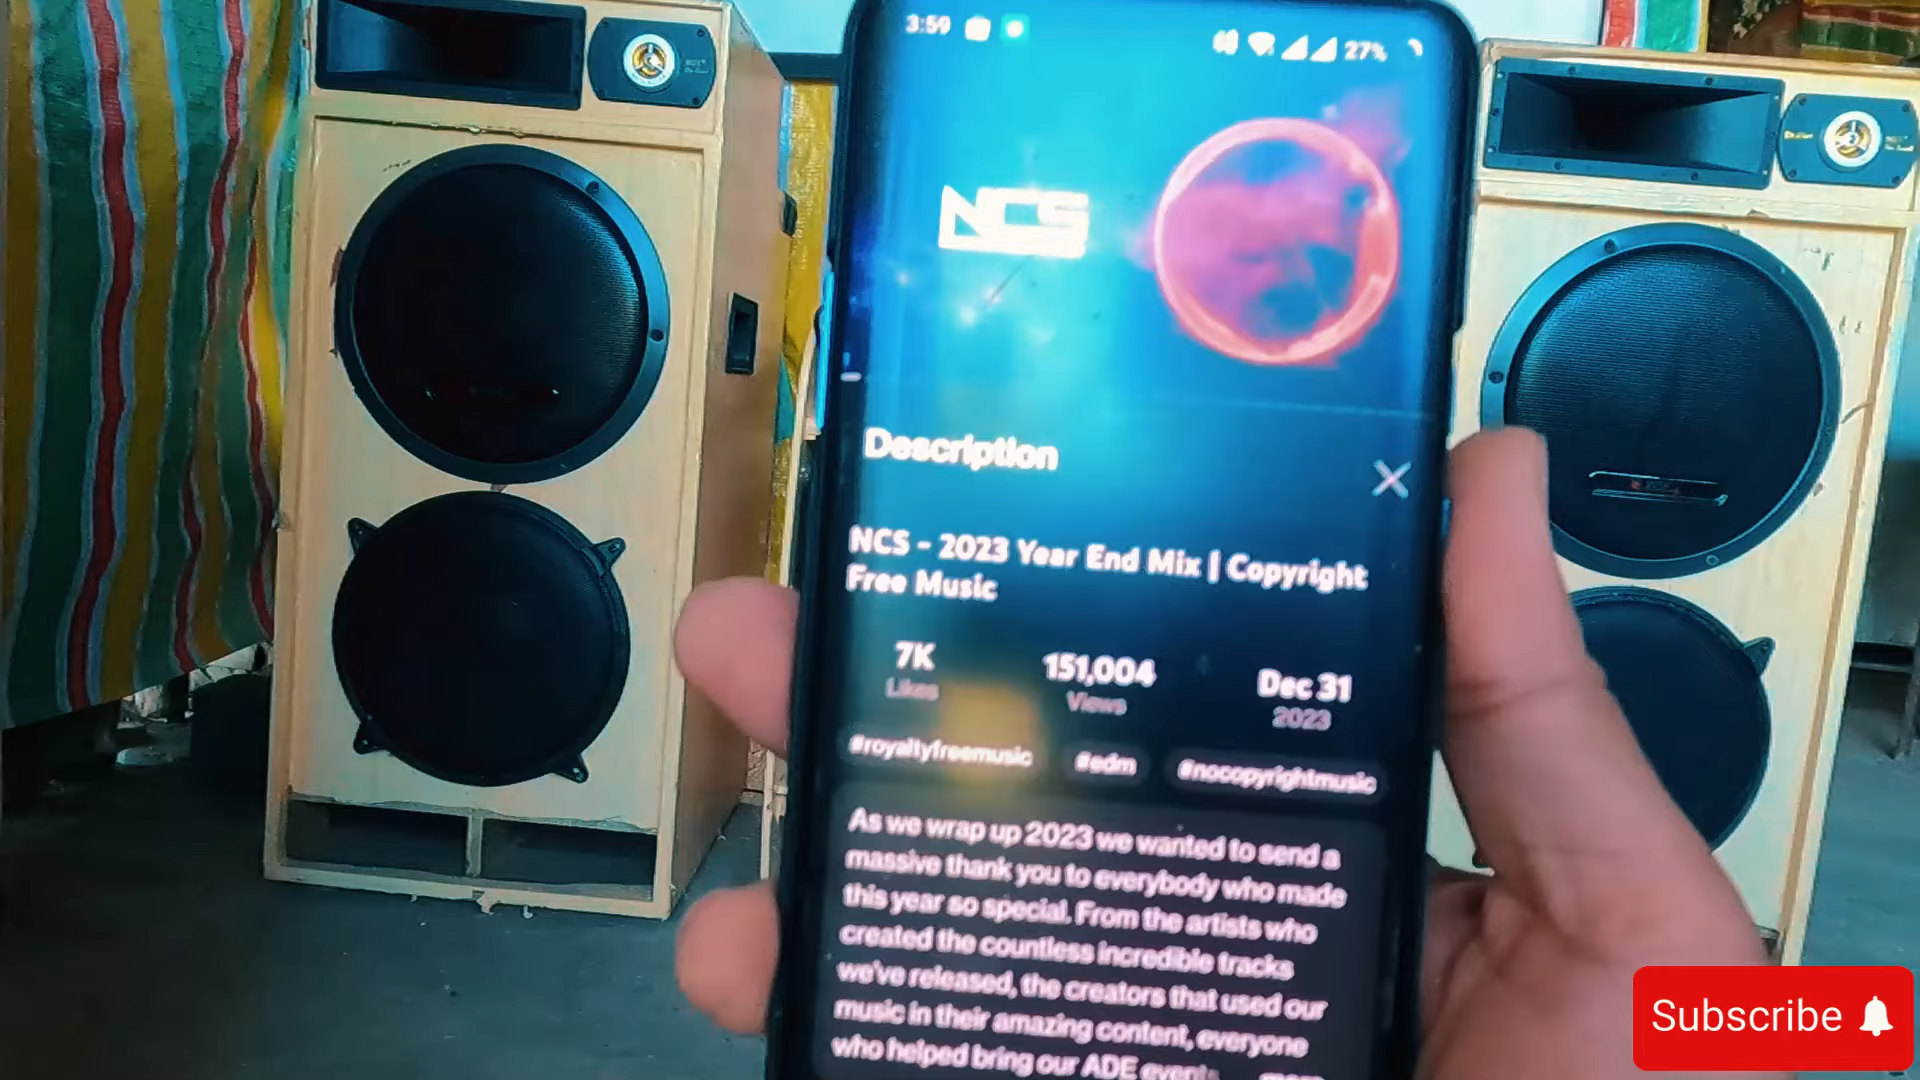 3:59
27%
NCS
Description
NCS - 2023 Year End Mix | Copyright
Free Music
7K
151,004
Dec 31
Likes
Views
2023
#royaltyfreemusic #edm #nocopyrightmusic
As we wrap up 2023 we wanted to send a
massive thank you to everybody who made
this year so special. From the artists who
created the countless incredible tracks
we've released, the creators that used our
music in their amazing content, everyone
who helped bring our ADE events
Subscribe